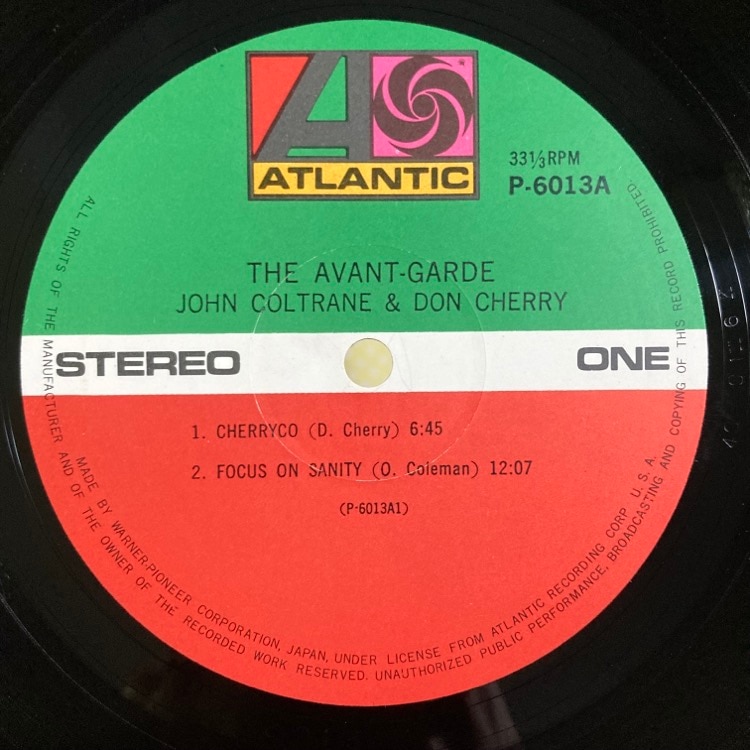 ATLANTIC
33⅓ RPM
P-6013A
THE AVANT-GARDE
JOHN COLTRANE & DON CHERRY
STEREO
ONE
1. CHERRYCO (D. Cherry) 6:45
2. FOCUS ON SANITY (O. Coleman) 12:07
(P-6013A1)
MADE BY WARNER-PIONEER CORPORATION, JAPAN, UNDER LICENSE FROM ATLANTIC RECORDING CORP. U. S. A.
ALL RIGHTS OF THE MANUFACTURER AND OF THE OWNER OF THE RECORDED WORK RESERVED. UNAUTHORIZED PUBLIC PERFORMANCE, BROADCASTING AND COPYING OF THIS RECORD PROHIBITED.